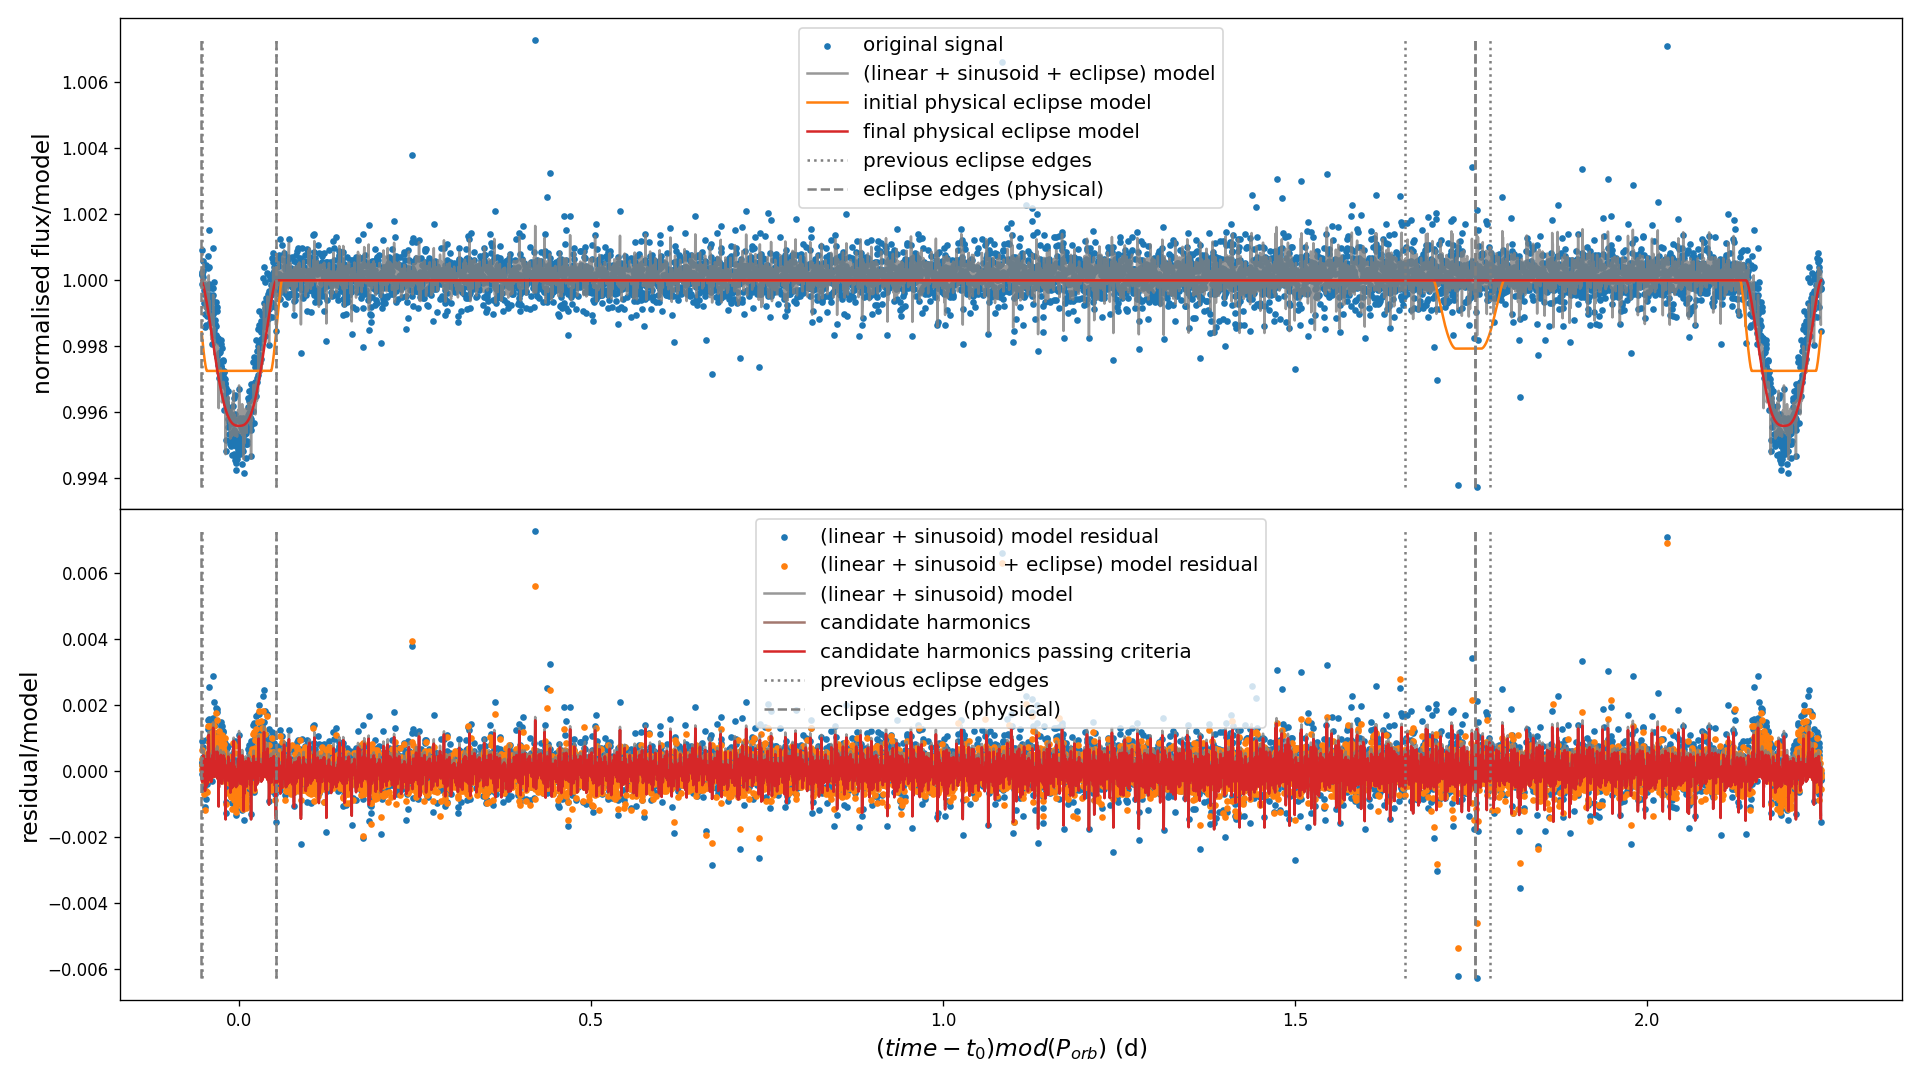 normalised flux/model
1.006
1.004
1.002
1.000
0.998
0.996
0.994
original signal
(linear + sinusoid + eclipse) model
initial physical eclipse model
final physical eclipse model
previous eclipse edges
eclipse edges (physical)
residual/model
0.006
0.004
0.002
0.000
−0.002
−0.004
−0.006
(linear + sinusoid) model residual
(linear + sinusoid + eclipse) model residual
(linear + sinusoid) model
candidate harmonics
candidate harmonics passing criteria
previous eclipse edges
eclipse edges (physical)
0.0 0.5 1.0 1.5 2.0
(time − t₀)mod(P_orb) (d)